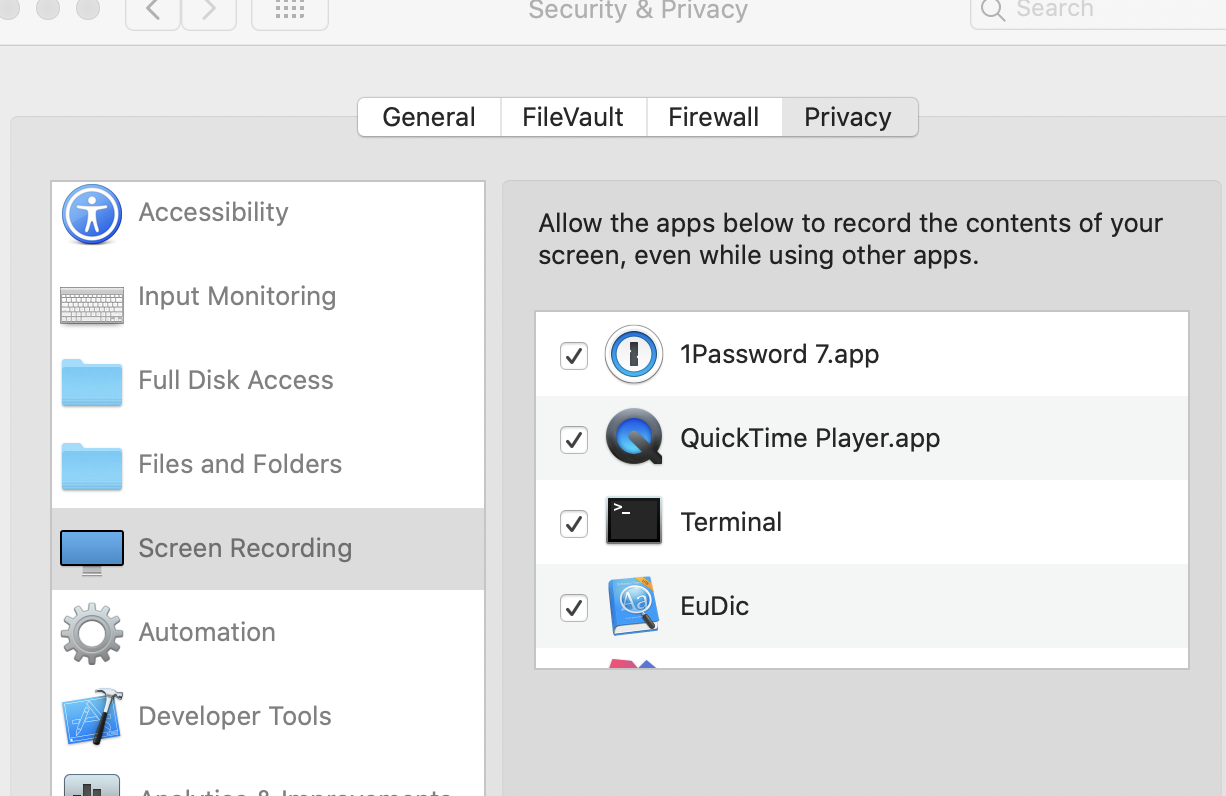 Security & Privacy
Search
General
FileVault
Firewall
Privacy
Accessibility
Input Monitoring
Full Disk Access
Files and Folders
Screen Recording
Automation
Developer Tools
Allow the apps below to record the contents of your
screen, even while using other apps.
1Password 7.app
QuickTime Player.app
>_
Terminal
Aa
EuDic